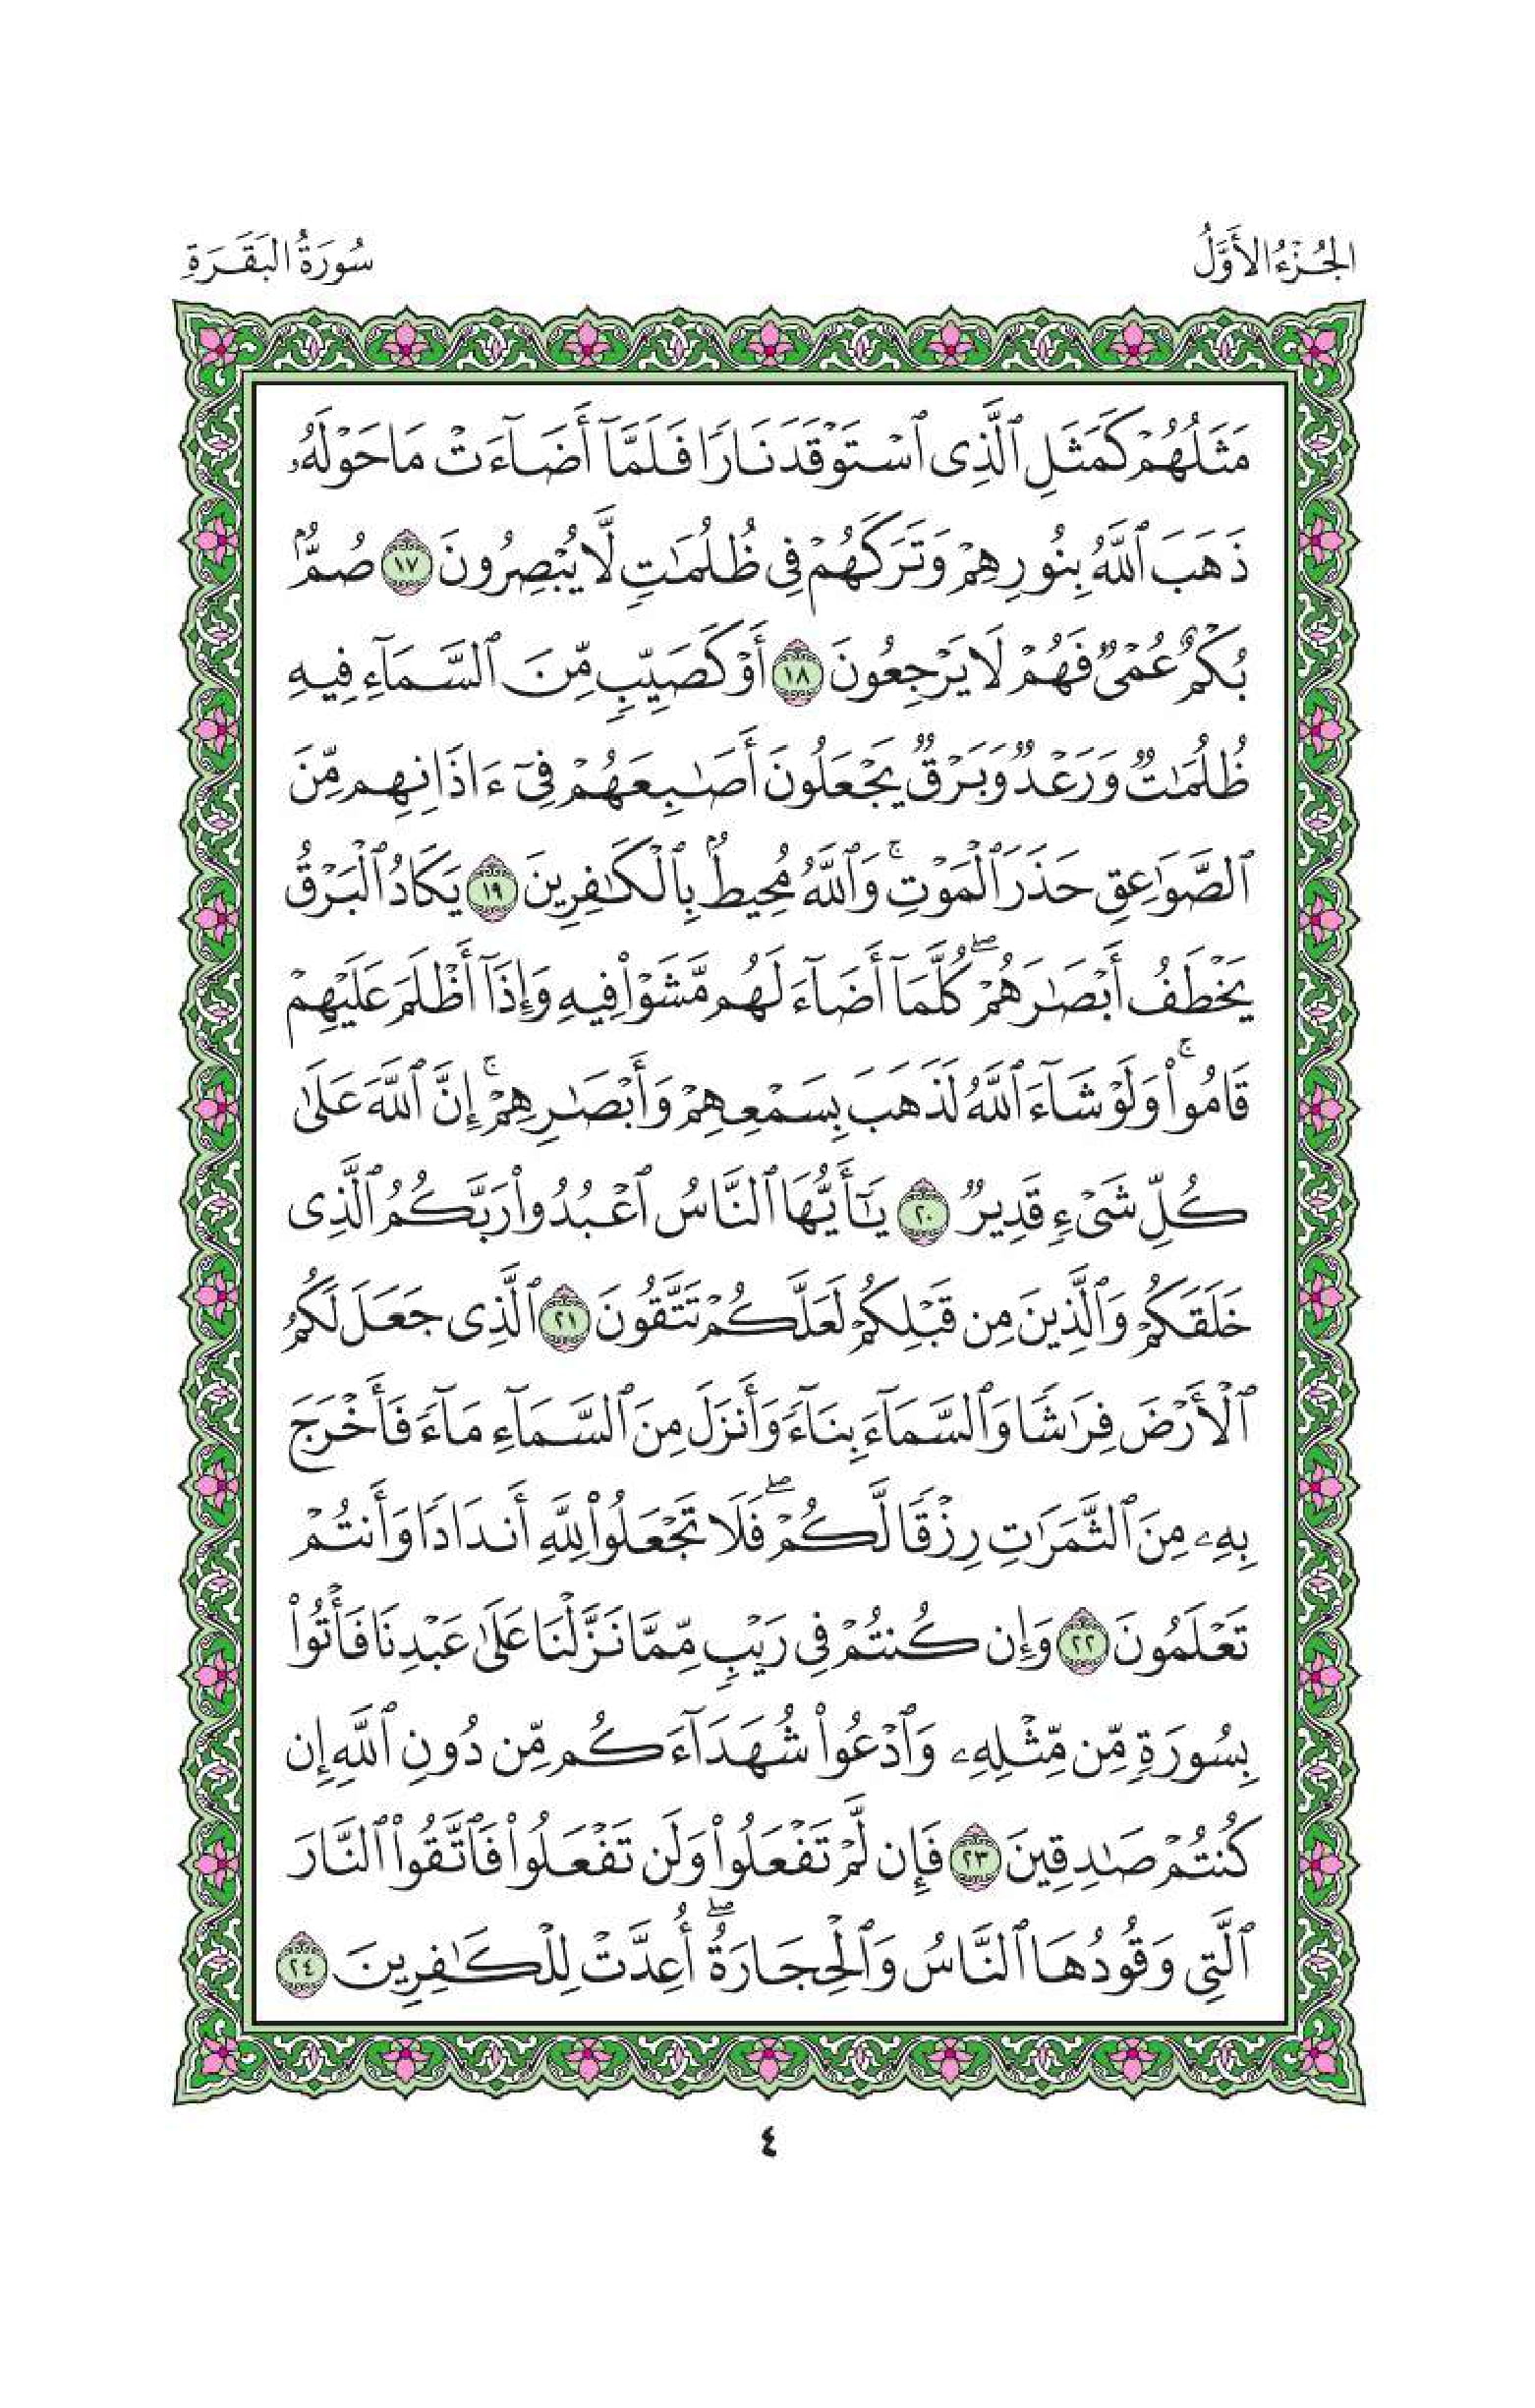 الجُزْءُ الأَوَّلُ
سُورَةُ البَقَرَةِ
مَثَلُهُمْ كَمَثَلِ ٱلَّذِى ٱسْتَوْقَدَ نَارًا فَلَمَّآ أَضَآءَتْ مَا حَوْلَهُۥ
ذَهَبَ ٱللَّهُ بِنُورِهِمْ وَتَرَكَهُمْ فِى ظُلُمَـٰتٍ لَّا يُبْصِرُونَ ١٧ صُمٌّۢ
بُكْمٌ عُمْىٌ فَهُمْ لَا يَرْجِعُونَ ١٨ أَوْ كَصَيِّبٍ مِّنَ ٱلسَّمَآءِ فِيهِ
ظُلُمَـٰتٌ وَرَعْدٌ وَبَرْقٌ يَجْعَلُونَ أَصَـٰبِعَهُمْ فِىٓ ءَاذَانِهِم مِّنَ
ٱلصَّوَٰعِقِ حَذَرَ ٱلْمَوْتِ ۚ وَٱللَّهُ مُحِيطٌۢ بِٱلْكَـٰفِرِينَ ١٩ يَكَادُ ٱلْبَرْقُ
يَخْطَفُ أَبْصَـٰرَهُمْ ۖ كُلَّمَآ أَضَآءَ لَهُم مَّشَوْا۟ فِيهِ وَإِذَآ أَظْلَمَ عَلَيْهِمْ
قَامُوا۟ ۚ وَلَوْ شَآءَ ٱللَّهُ لَذَهَبَ بِسَمْعِهِمْ وَأَبْصَـٰرِهِمْ ۚ إِنَّ ٱللَّهَ عَلَىٰ
كُلِّ شَىْءٍ قَدِيرٌ ٢٠ يَـٰٓأَيُّهَا ٱلنَّاسُ ٱعْبُدُوا۟ رَبَّكُمُ ٱلَّذِى
خَلَقَكُمْ وَٱلَّذِينَ مِن قَبْلِكُمْ لَعَلَّكُمْ تَتَّقُونَ ٢١ ٱلَّذِى جَعَلَ لَكُمُ
ٱلْأَرْضَ فِرَٰشًا وَٱلسَّمَآءَ بِنَآءً وَأَنزَلَ مِنَ ٱلسَّمَآءِ مَآءً فَأَخْرَجَ
بِهِۦ مِنَ ٱلثَّمَرَٰتِ رِزْقًا لَّكُمْ ۖ فَلَا تَجْعَلُوا۟ لِلَّهِ أَندَادًا وَأَنتُمْ
تَعْلَمُونَ ٢٢ وَإِن كُنتُمْ فِى رَيْبٍ مِّمَّا نَزَّلْنَا عَلَىٰ عَبْدِنَا فَأْتُوا۟
بِسُورَةٍ مِّن مِّثْلِهِۦ وَٱدْعُوا۟ شُهَدَآءَكُم مِّن دُونِ ٱللَّهِ إِن
كُنتُمْ صَـٰدِقِينَ ٢٣ فَإِن لَّمْ تَفْعَلُوا۟ وَلَن تَفْعَلُوا۟ فَٱتَّقُوا۟ ٱلنَّارَ
ٱلَّتِى وَقُودُهَا ٱلنَّاسُ وَٱلْحِجَارَةُ ۖ أُعِدَّتْ لِلْكَـٰفِرِينَ ٢٤
٤